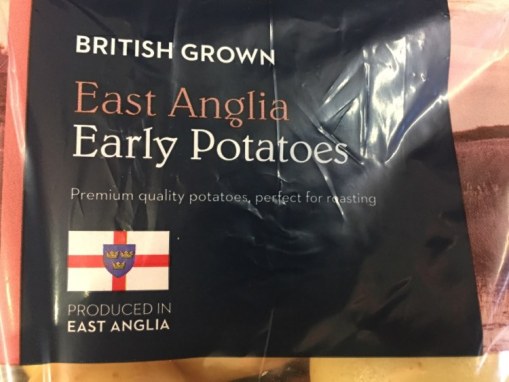 BRITISH GROWN
East Anglia
Early Potatoes
Premium quality potatoes, perfect for roasting
PRODUCED IN
EAST ANGLIA